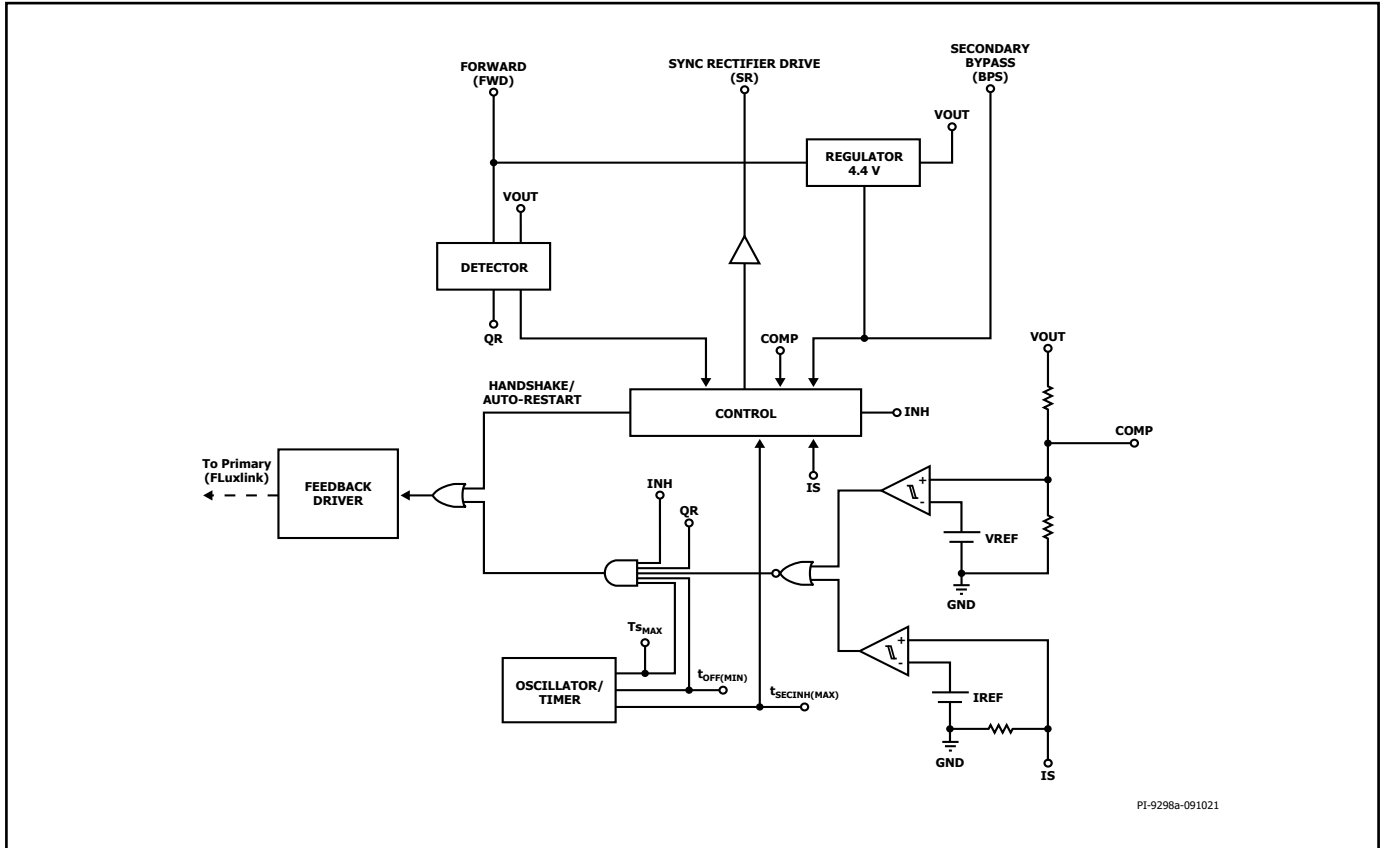 FORWARD
(FWD)
SYNC RECTIFIER DRIVE
(SR)
SECONDARY
BYPASS
(BPS)
VOUT
REGULATOR
4.4 V
VOUT
DETECTOR
QR
COMP
VOUT
HANDSHAKE/
AUTO-RESTART
CONTROL
INH
COMP
To Primary
(FLuxlink)
FEEDBACK
DRIVER
INH
QR
IS
+
-
VREF
GND
TsMAX
OSCILLATOR/
TIMER
tOFF(MIN)
tSECINH(MAX)
+
-
IREF
GND
IS
PI-9298a-091021